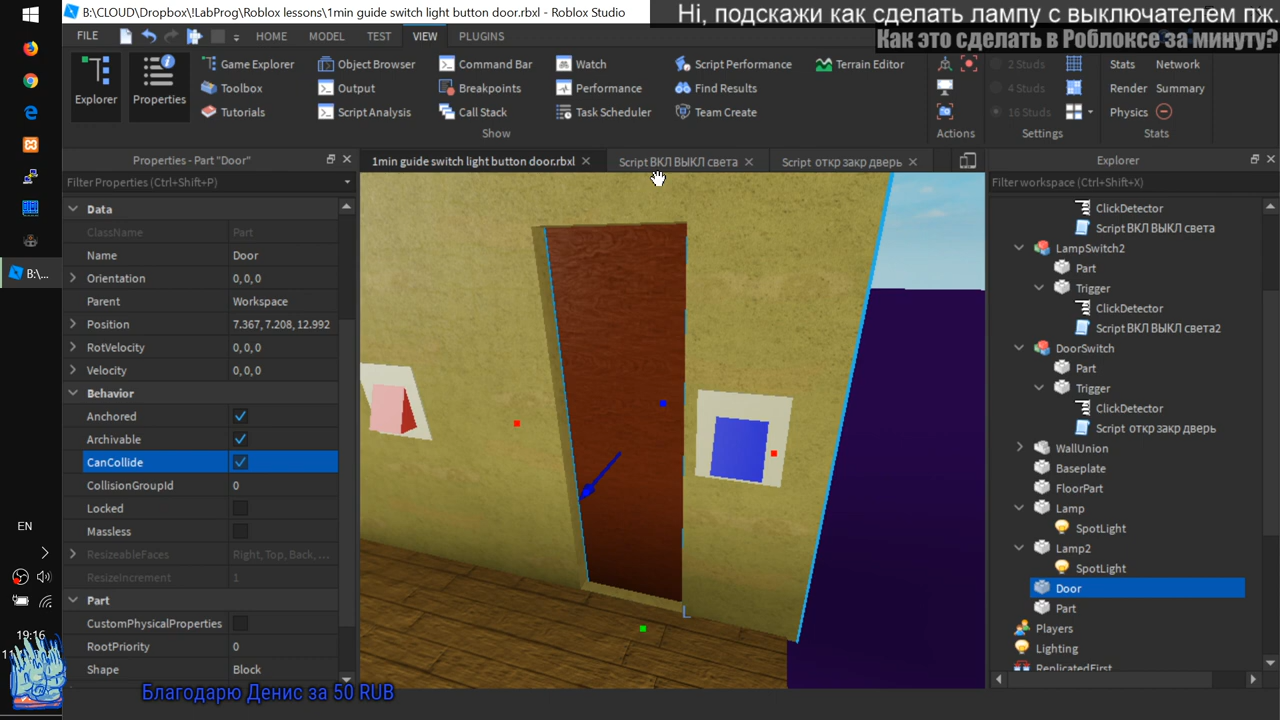 B:\CLOUD\Dropbox\!LabProg\Roblox lessons\1min guide switch light button door.rbxl - Roblox Studio
Hi, подскажи как сделать лампу с выключателем пж.
Как это сделать в Роблоксе за минуту?
FILE HOME MODEL TEST VIEW PLUGINS
Explorer
Properties
Game Explorer
Toolbox
Tutorials
Object Browser
Output
Script Analysis
Command Bar
Breakpoints
Call Stack
Watch
Performance
Task Scheduler
Script Performance
Find Results
Team Create
Terrain Editor
2 Studs
4 Studs
16 Studs
Stats Network
Render Summary
Physics
Show
Actions
Settings
Stats
Properties - Part "Door"
1min guide switch light button door.rbxl
Script ВКЛ ВЫКЛ света
Script откр закр дверь
Explorer
Filter Properties (Ctrl+Shift+P)
Data
ClassName Part
Name Door
Orientation 0,0,0
Parent Workspace
Position 7.367, 7.208, 12.992
RotVelocity 0,0,0
Velocity 0,0,0
Behavior
Anchored
Archivable
CanCollide
CollisionGroupId 0
Locked
Massless
ResizeableFaces Right, Top, Back, ...
ResizeIncrement 1
Part
CustomPhysicalProperties
RootPriority 0
Shape Block
Filter workspace (Ctrl+Shift+X)
ClickDetector
Script ВКЛ ВЫКЛ света
LampSwitch2
Part
Trigger
ClickDetector
Script ВКЛ ВЫКЛ света2
DoorSwitch
Part
Trigger
ClickDetector
Script откр закр дверь
WallUnion
Baseplate
FloorPart
Lamp
SpotLight
Lamp2
SpotLight
Door
Part
Players
Lighting
ReplicatedFirst
L
B:\...
EN
19:16
Благодарю Денис за 50 RUB